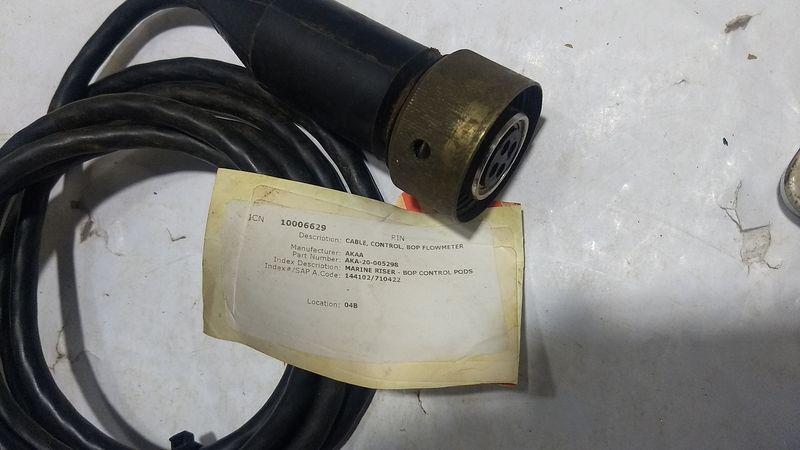 ICN 10006629 PIN
Description: CABLE, CONTROL, BOP FLOWMETER
Manufacturer: AKAA
Part Number: AKA-20-005298
Index Description: MARINE RISER - BOP CONTROL PODS
Index#/SAP A.Code: 144102/710422
-
Location: 04B